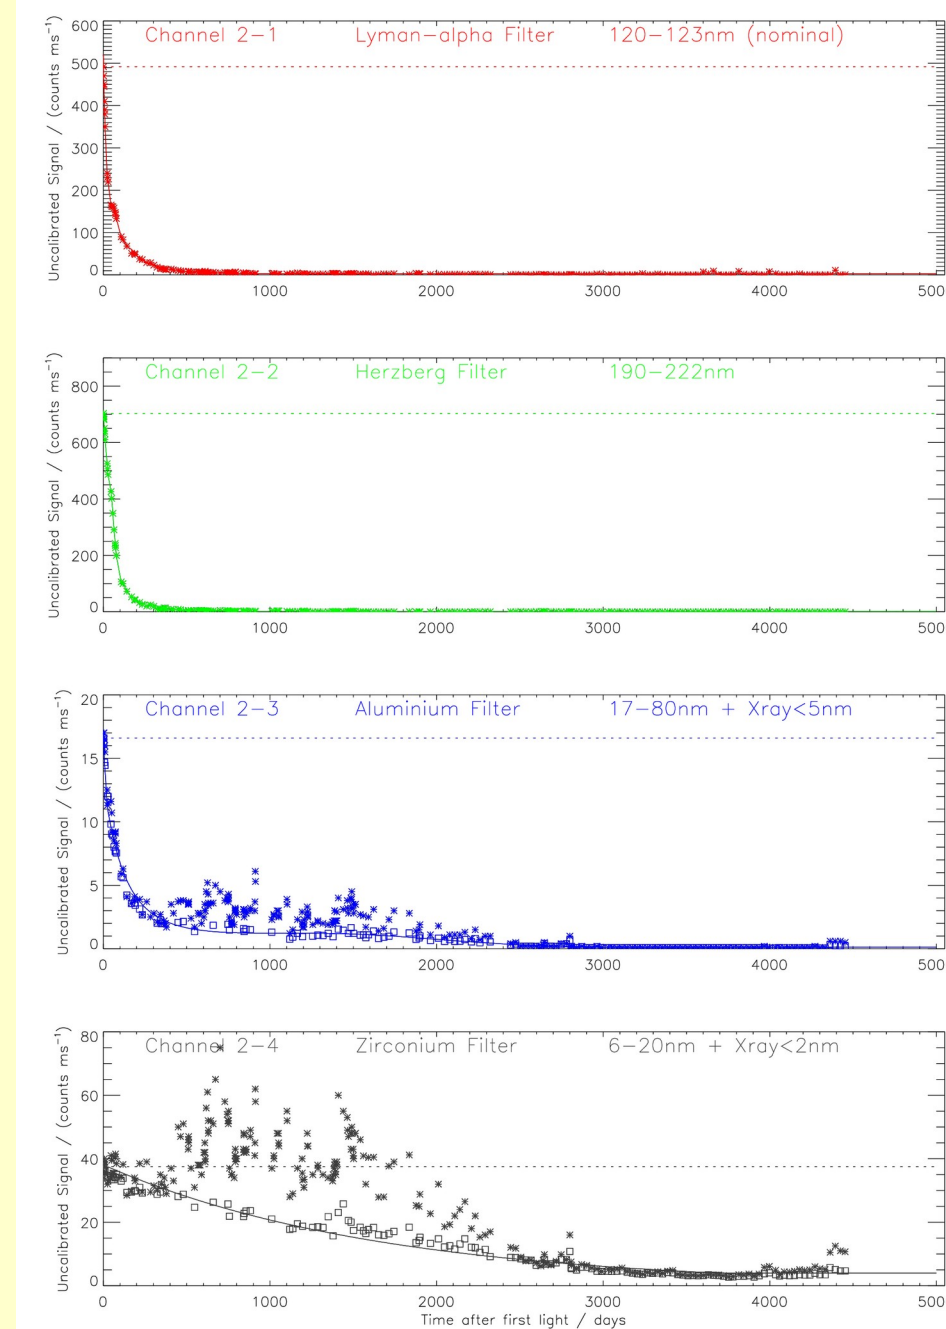 Channel 2-1 Lyman-alpha Filter 120-123nm (nominal)
Uncalibrated Signal / (counts ms⁻¹)
600
500
400
300
200
100
0
0 1000 2000 3000 4000 500
Channel 2-2 Herzberg Filter 190-222nm
Uncalibrated Signal / (counts ms⁻¹)
800
600
400
200
0
0 1000 2000 3000 4000 500
Channel 2-3 Aluminium Filter 17-80nm + Xray<5nm
Uncalibrated Signal / (counts ms⁻¹)
20
15
10
5
0
0 1000 2000 3000 4000 500
Channel 2-4 Zirconium Filter 6-20nm + Xray<2nm
Uncalibrated Signal / (counts ms⁻¹)
80
60
40
20
0
0 1000 2000 3000 4000 500
Time after first light / days